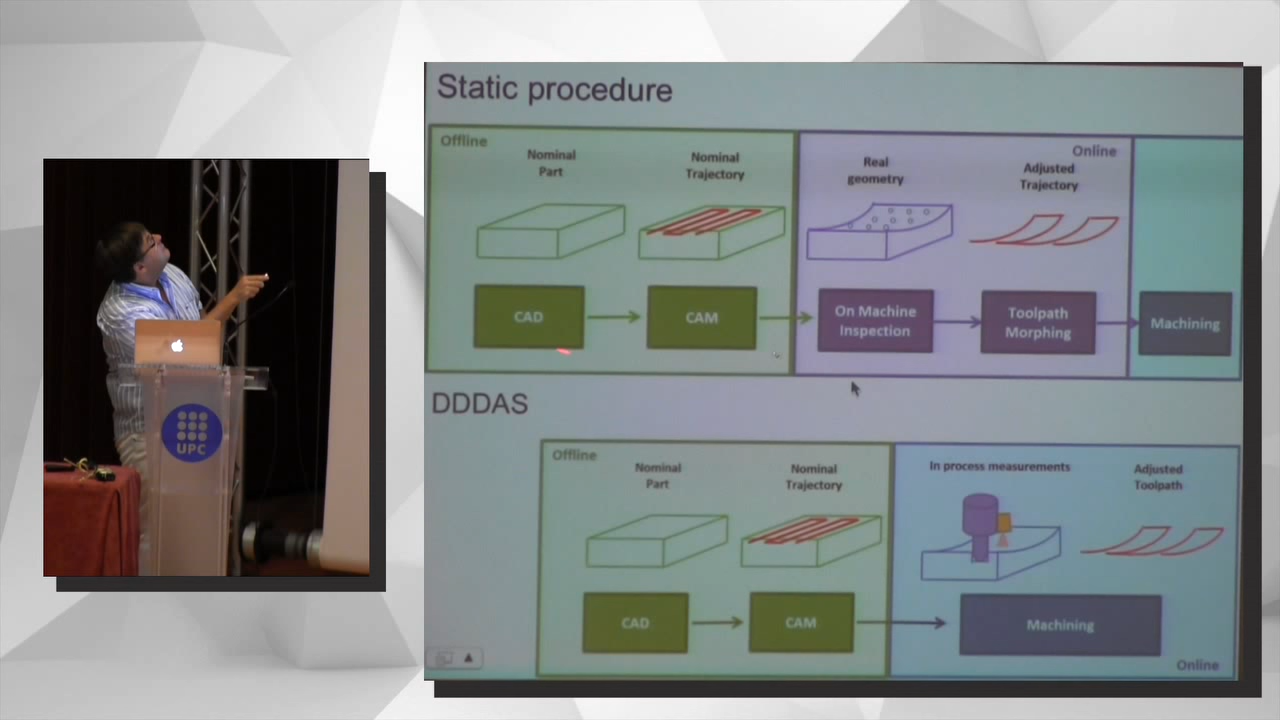 Static procedure
Offline
Online
Nominal
Part
Nominal
Trajectory
Real
geometry
Adjusted
Trajectory
CAD
CAM
On Machine
Inspection
Toolpath
Morphing
Machining
DDDAS
Offline
Nominal
Part
Nominal
Trajectory
In process measurements
Adjusted
Toolpath
CAD
CAM
Machining
Online
UPC